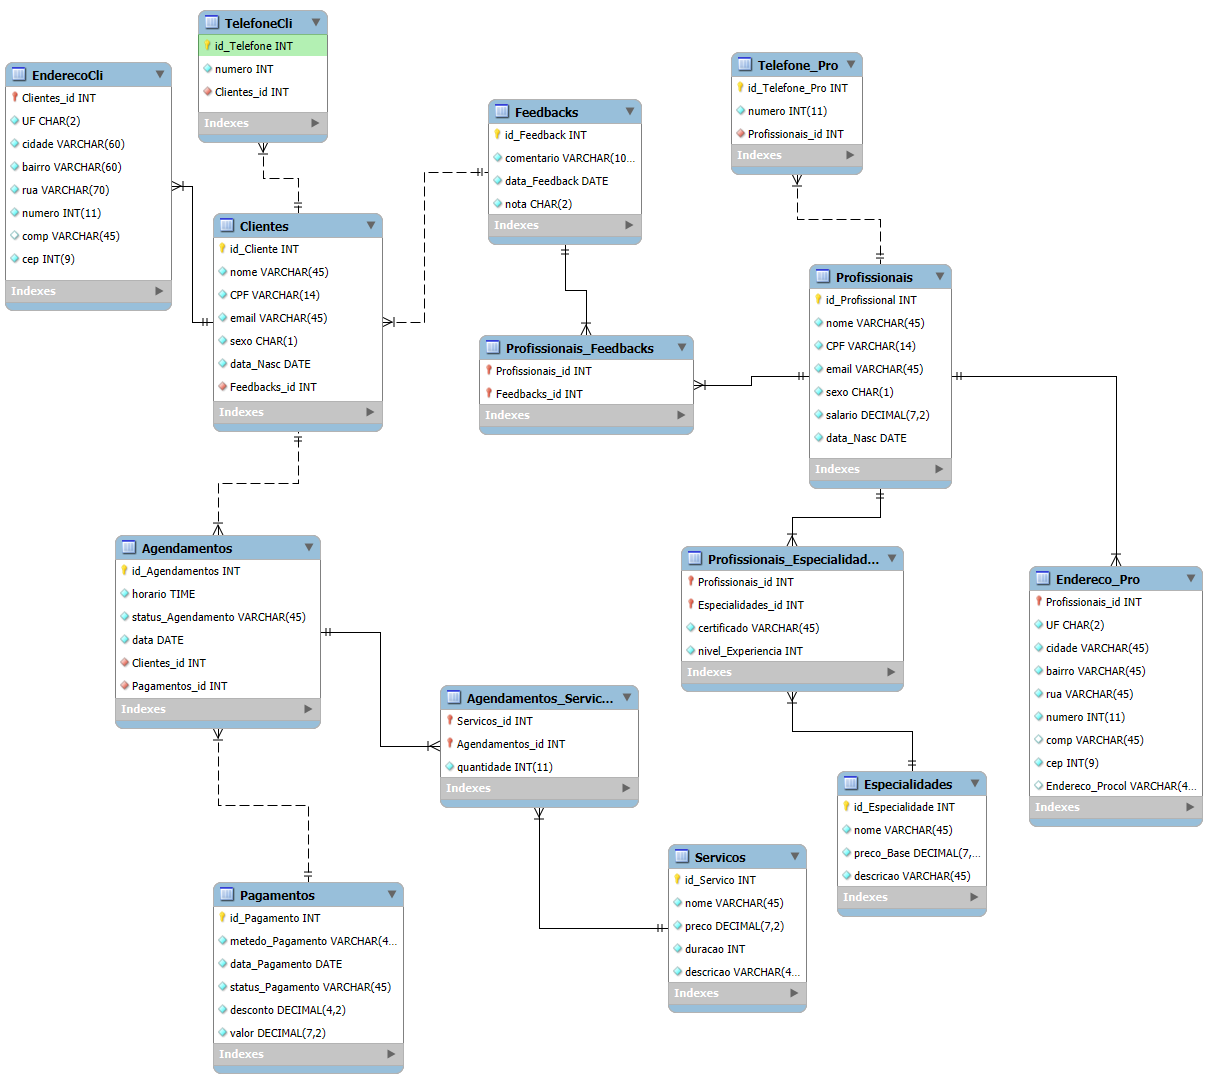 TelefoneCli
id_Telefone INT
numero INT
Clientes_id INT
Indexes
EnderecoCli
Clientes_id INT
UF CHAR(2)
cidade VARCHAR(60)
bairro VARCHAR(60)
rua VARCHAR(70)
numero INT(11)
comp VARCHAR(45)
cep INT(9)
Indexes
Telefone_Pro
id_Telefone_Pro INT
numero INT(11)
Profissionais_id INT
Indexes
Feedbacks
id_Feedback INT
comentario VARCHAR(10...
data_Feedback DATE
nota CHAR(2)
Indexes
Clientes
id_Cliente INT
nome VARCHAR(45)
CPF VARCHAR(14)
email VARCHAR(45)
sexo CHAR(1)
data_Nasc DATE
Feedbacks_id INT
Indexes
Profissionais
id_Profissional INT
nome VARCHAR(45)
CPF VARCHAR(14)
email VARCHAR(45)
sexo CHAR(1)
salario DECIMAL(7,2)
data_Nasc DATE
Indexes
Profissionais_Feedbacks
Profissionais_id INT
Feedbacks_id INT
Indexes
Agendamentos
id_Agendamentos INT
horario TIME
status_Agendamento VARCHAR(45)
data DATE
Clientes_id INT
Pagamentos_id INT
Indexes
Profissionais_Especialidad...
Profissionais_id INT
Especialidades_id INT
certificado VARCHAR(45)
nivel_Experiencia INT
Indexes
Endereco_Pro
Profissionais_id INT
UF CHAR(2)
cidade VARCHAR(45)
bairro VARCHAR(45)
rua VARCHAR(45)
numero INT(11)
comp VARCHAR(45)
cep INT(9)
Endereco_Procol VARCHAR(4...
Indexes
Agendamentos_Servic...
Servicos_id INT
Agendamentos_id INT
quantidade INT(11)
Indexes
Especialidades
id_Especialidade INT
nome VARCHAR(45)
preco_Base DECIMAL(7,...
descricao VARCHAR(45)
Indexes
Servicos
id_Servico INT
nome VARCHAR(45)
preco DECIMAL(7,2)
duracao INT
descricao VARCHAR(4...
Indexes
Pagamentos
id_Pagamento INT
metedo_Pagamento VARCHAR(4...
data_Pagamento DATE
status_Pagamento VARCHAR(45)
desconto DECIMAL(4,2)
valor DECIMAL(7,2)
Indexes